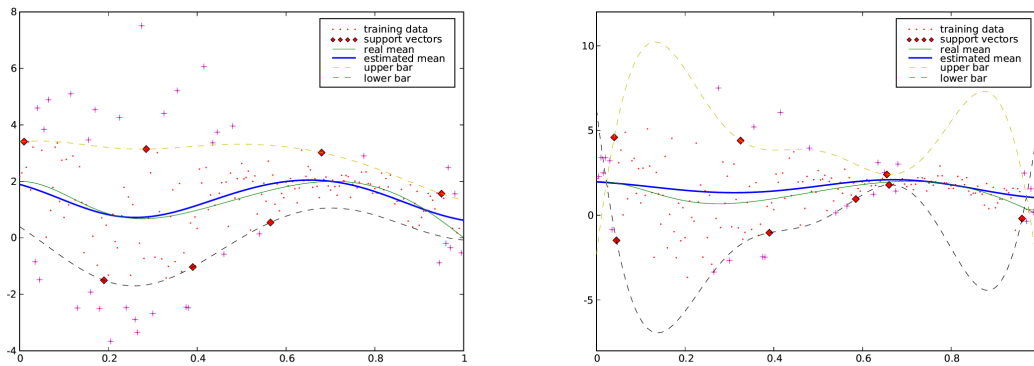 8
6
4
2
0
-2
-4
0
0.2
0.4
0.6
0.8
1
training data
support vectors
real mean
estimated mean
upper bar
lower bar
10
5
0
-5
0
0.2
0.4
0.6
0.8
training data
support vectors
real mean
estimated mean
upper bar
lower bar